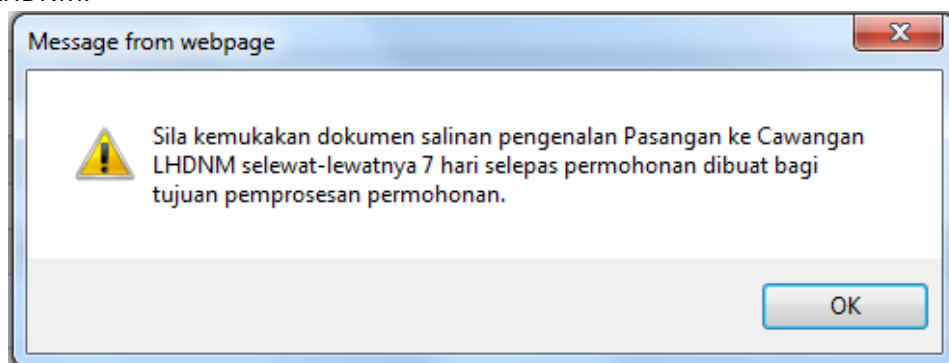 Message from webpage
Sila kemukakan dokumen salinan pengenalan Pasangan ke Cawangan
LHDNM selewat-lewatnya 7 hari selepas permohonan dibuat bagi
tujuan pemprosesan permohonan.
OK